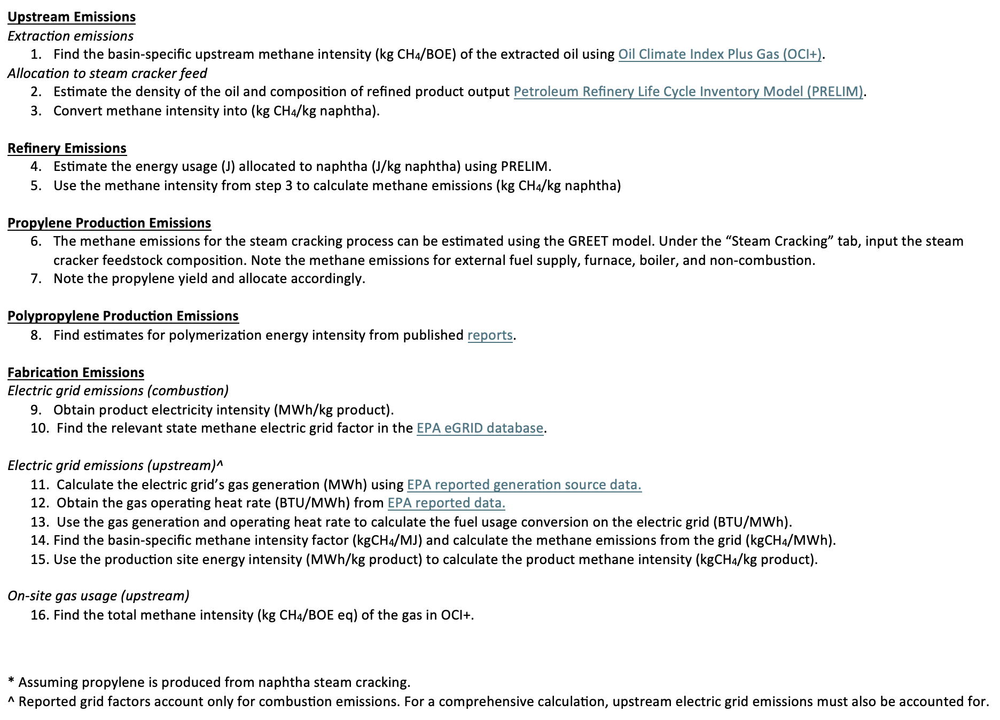 Upstream Emissions
Extraction emissions
1. Find the basin-specific upstream methane intensity (kg CH4/BOE) of the extracted oil using Oil Climate Index Plus Gas (OCI+).
Allocation to steam cracker feed
2. Estimate the density of the oil and composition of refined product output Petroleum Refinery Life Cycle Inventory Model (PRELIM).
3. Convert methane intensity into (kg CH4/kg naphtha).
Refinery Emissions
4. Estimate the energy usage (J) allocated to naphtha (J/kg naphtha) using PRELIM.
5. Use the methane intensity from step 3 to calculate methane emissions (kg CH4/kg naphtha)
Propylene Production Emissions
6. The methane emissions for the steam cracking process can be estimated using the GREET model. Under the “Steam Cracking” tab, input the steam
cracker feedstock composition. Note the methane emissions for external fuel supply, furnace, boiler, and non-combustion.
7. Note the propylene yield and allocate accordingly.
Polypropylene Production Emissions
8. Find estimates for polymerization energy intensity from published reports.
Fabrication Emissions
Electric grid emissions (combustion)
9. Obtain product electricity intensity (MWh/kg product).
10. Find the relevant state methane electric grid factor in the EPA eGRID database.
Electric grid emissions (upstream)^
11. Calculate the electric grid’s gas generation (MWh) using EPA reported generation source data.
12. Obtain the gas operating heat rate (BTU/MWh) from EPA reported data.
13. Use the gas generation and operating heat rate to calculate the fuel usage conversion on the electric grid (BTU/MWh).
14. Find the basin-specific methane intensity factor (kgCH4/MJ) and calculate the methane emissions from the grid (kgCH4/MWh).
15. Use the production site energy intensity (MWh/kg product) to calculate the product methane intensity (kgCH4/kg product).
On-site gas usage (upstream)
16. Find the total methane intensity (kg CH4/BOE eq) of the gas in OCI+.
* Assuming propylene is produced from naphtha steam cracking.
^ Reported grid factors account only for combustion emissions. For a comprehensive calculation, upstream electric grid emissions must also be accounted for.